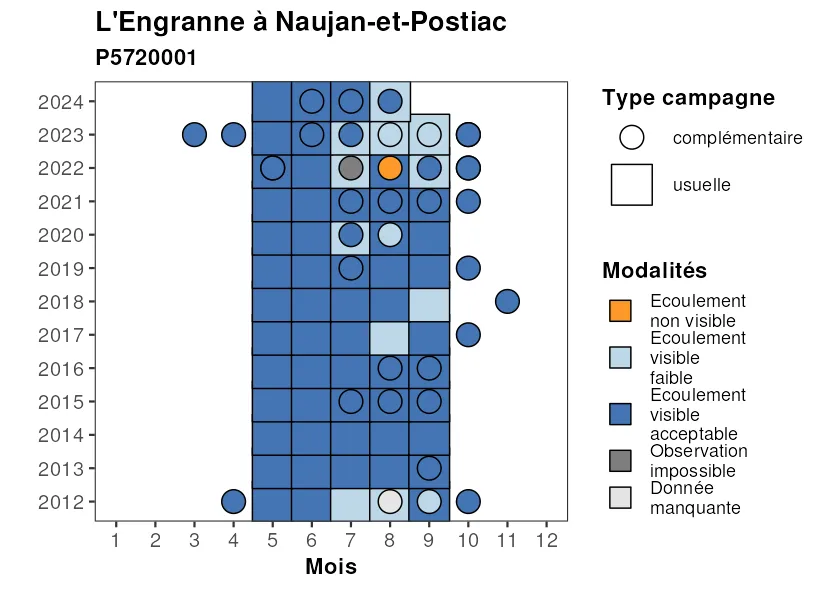 L'Engranne à Naujan-et-Postiac
P5720001
2024
2023
2022
2021
2020
2019
2018
2017
2016
2015
2014
2013
2012
1 2 3 4 5 6 7 8 9 10 11 12
Mois
Type campagne
complémentaire
usuelle
Modalités
Ecoulement
non visible
Ecoulement
visible
faible
Ecoulement
visible
acceptable
Observation
impossible
Donnée
manquante